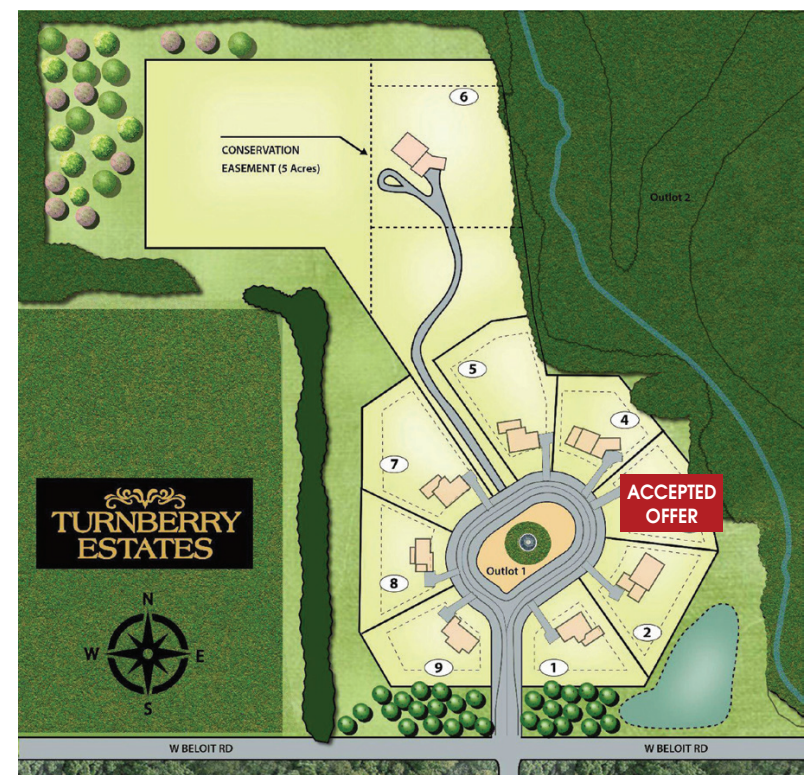 6
CONSERVATION
EASEMENT (5 Acres)
Outlot 2
5
4
7
ACCEPTED
OFFER
TURNBERRY
ESTATES
Outlot 1
8
2
9
1
N
W
E
S
W BELOIT RD
W BELOIT RD